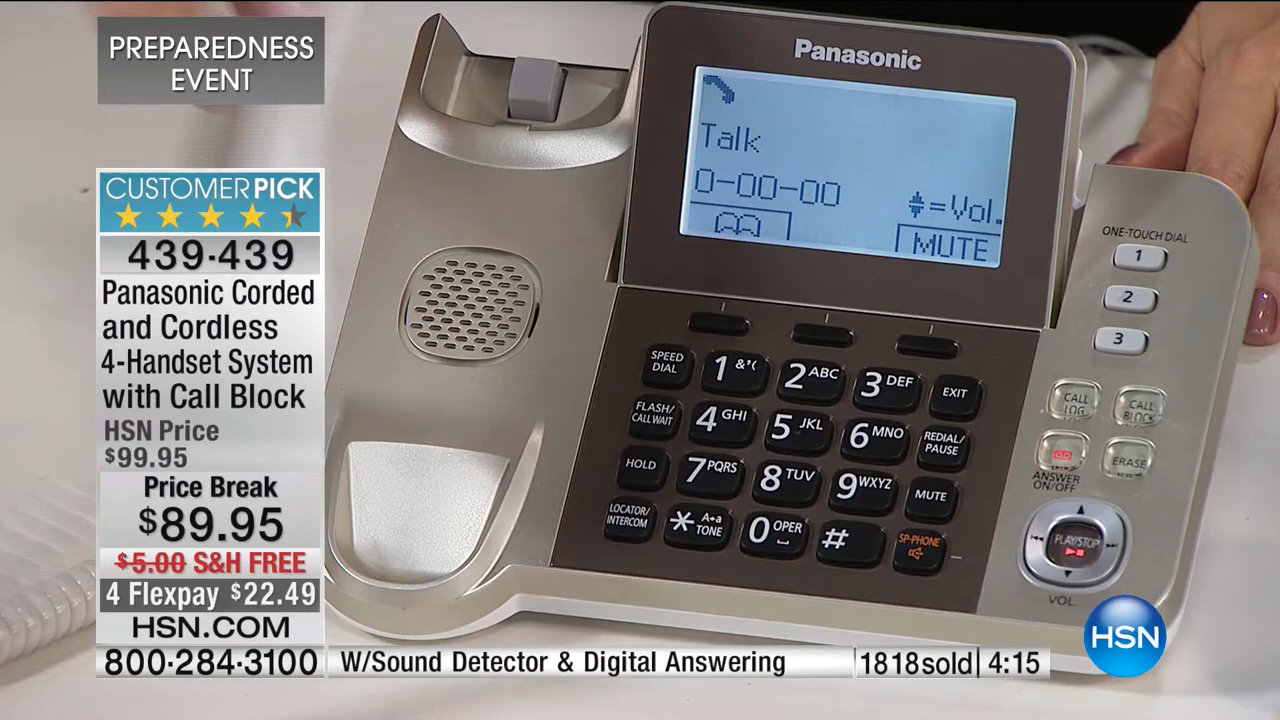 PREPAREDNESS
EVENT
CUSTOMERPICK
439-439
Panasonic Corded
and Cordless
4-Handset System
with Call Block
HSN Price
$99.95
Price Break
$89.95
$5.00 S&H FREE
4 Flexpay $22.49
HSN.COM
800-284-3100
W/Sound Detector & Digital Answering
1818sold
4:15
HSN
Panasonic
Talk
0-00-00
=Vol.
MUTE
ONE-TOUCH DIAL
1
2
3
SPEED
DIAL
1 &'(
2 ABC
3 DEF
EXIT
FLASH/
CALL WAIT
4 GHI
5 JKL
6 MNO
REDIAL/
PAUSE
HOLD
7 PQRS
8 TUV
9 WXYZ
MUTE
LOCATOR/
INTERCOM
* A→a
TONE
0 OPER
#
SP-PHONE
CALL
LOG
CALL
BLOCK
ANSWER
ON/OFF
ERASE
PLAY/STOP
VOL.